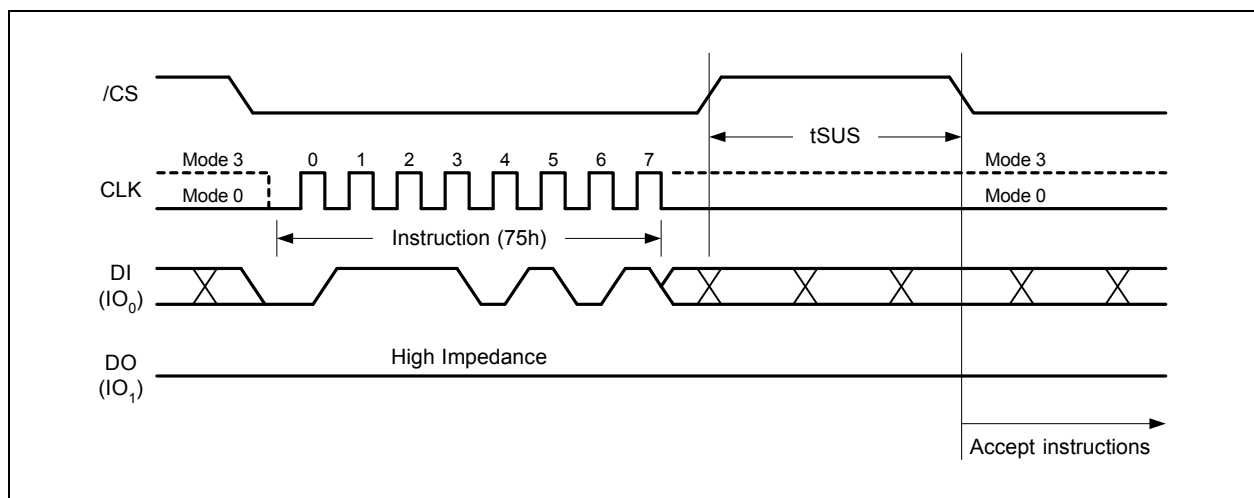 /CS
tSUS
Mode 3 0 1 2 3 4 5 6 7 Mode 3
CLK
Mode 0 Mode 0
Instruction (75h)
DI
(IO0)
High Impedance
DO
(IO1)
Accept instructions